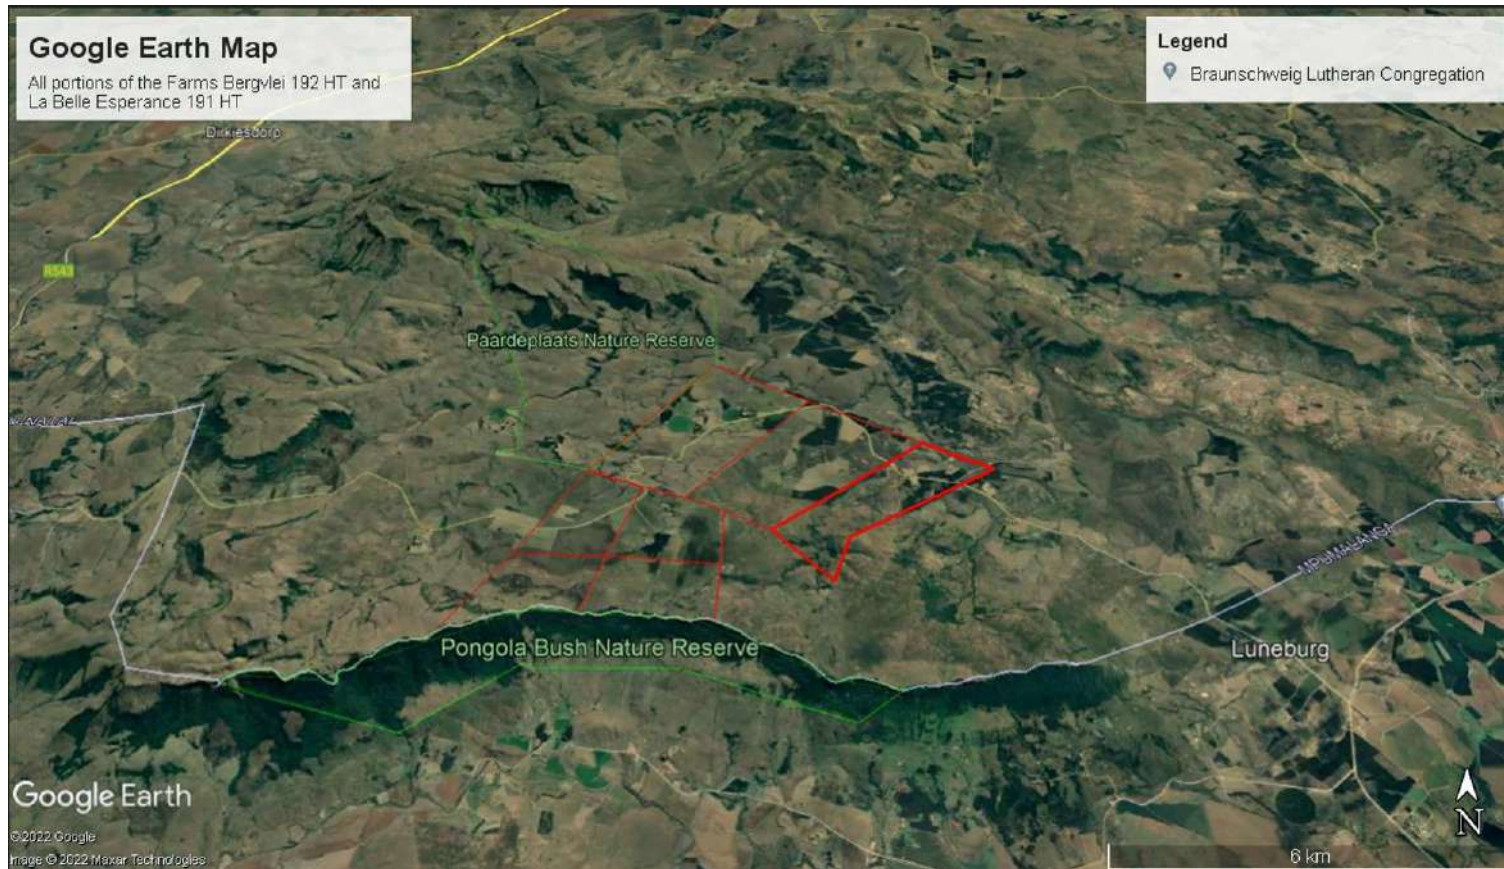 Google Earth Map
All portions of the Farms Bergvlei 192 HT and
La Belle Esperance 191 HT
Legend
Braunschweig Lutheran Congregation
Dirkiesdorp
R543
Paardeplaats Nature Reserve
MPUMALANGA
Pongola Bush Nature Reserve
Luneburg
Google Earth
©2022 Google
Image © 2022 Maxar Technologies
N
6 km